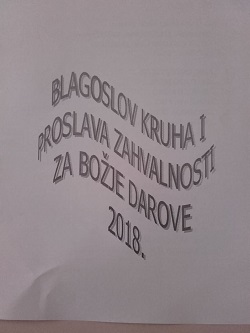 BLAGOSLOV KRUHA I
PROSLAVA ZAHVALNOSTI
ZA BOŽJE DAROVE
2018.